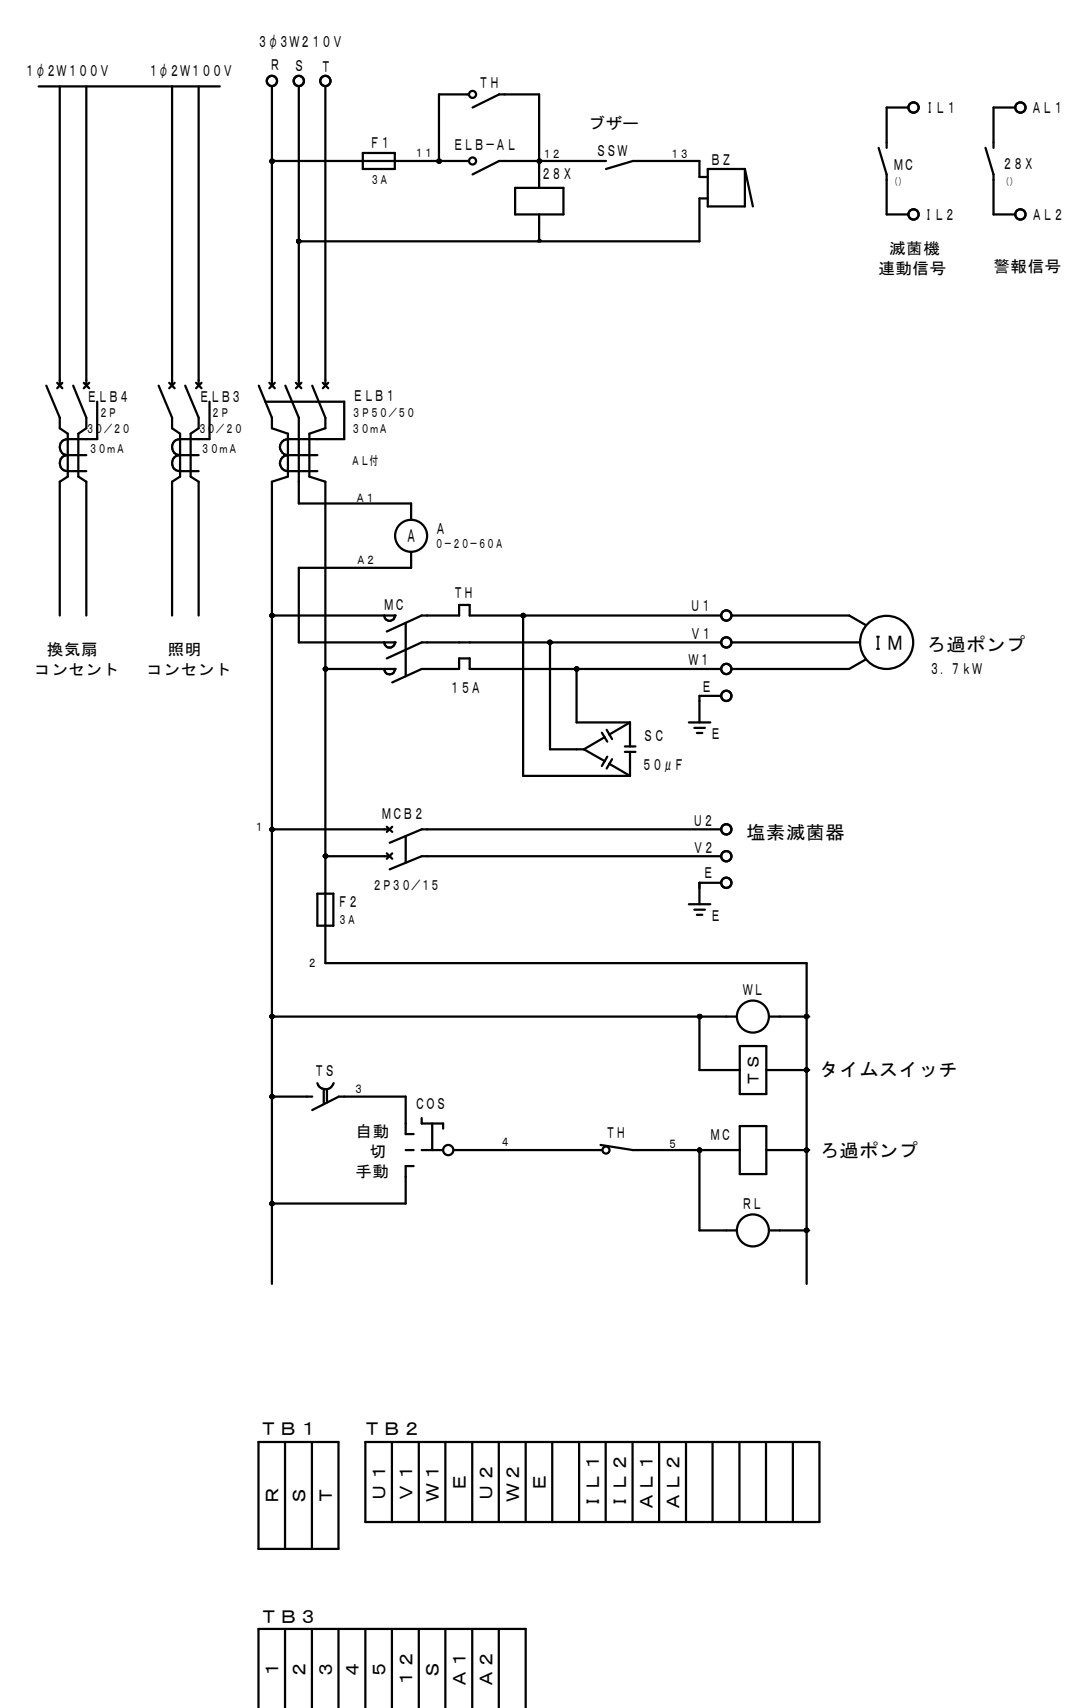 3φ3W210V
1φ2W100V
1φ2W100V
R
S
T
TH
ブザー
F1
3A
11
ELB-AL
12
SSW
13
BZ
28X
IL1
AL1
MC
()
28X
()
IL2
AL2
滅菌機
連動信号
警報信号
ELB4
2P
30/20
30mA
ELB3
2P
30/20
30mA
ELB1
3P50/50
30mA
AL付
A1
A
A
0-20-60A
A2
MC
TH
U1
V1
W1
15A
E
E
IM
ろ過ポンプ
3.7kW
換気扇
コンセント
照明
コンセント
SC
50μF
1
MCB2
2P30/15
U2
V2
E
E
塩素滅菌器
F2
3A
2
WL
TS
タイムスイッチ
TS
3
COS
自動
切
手動
4
TH
5
MC
ろ過ポンプ
RL
TB1
R
S
T
TB2
U1
V1
W1
E
U2
W2
E
IL1
IL2
AL1
AL2
TB3
1
2
3
4
5
12
S
A1
A2